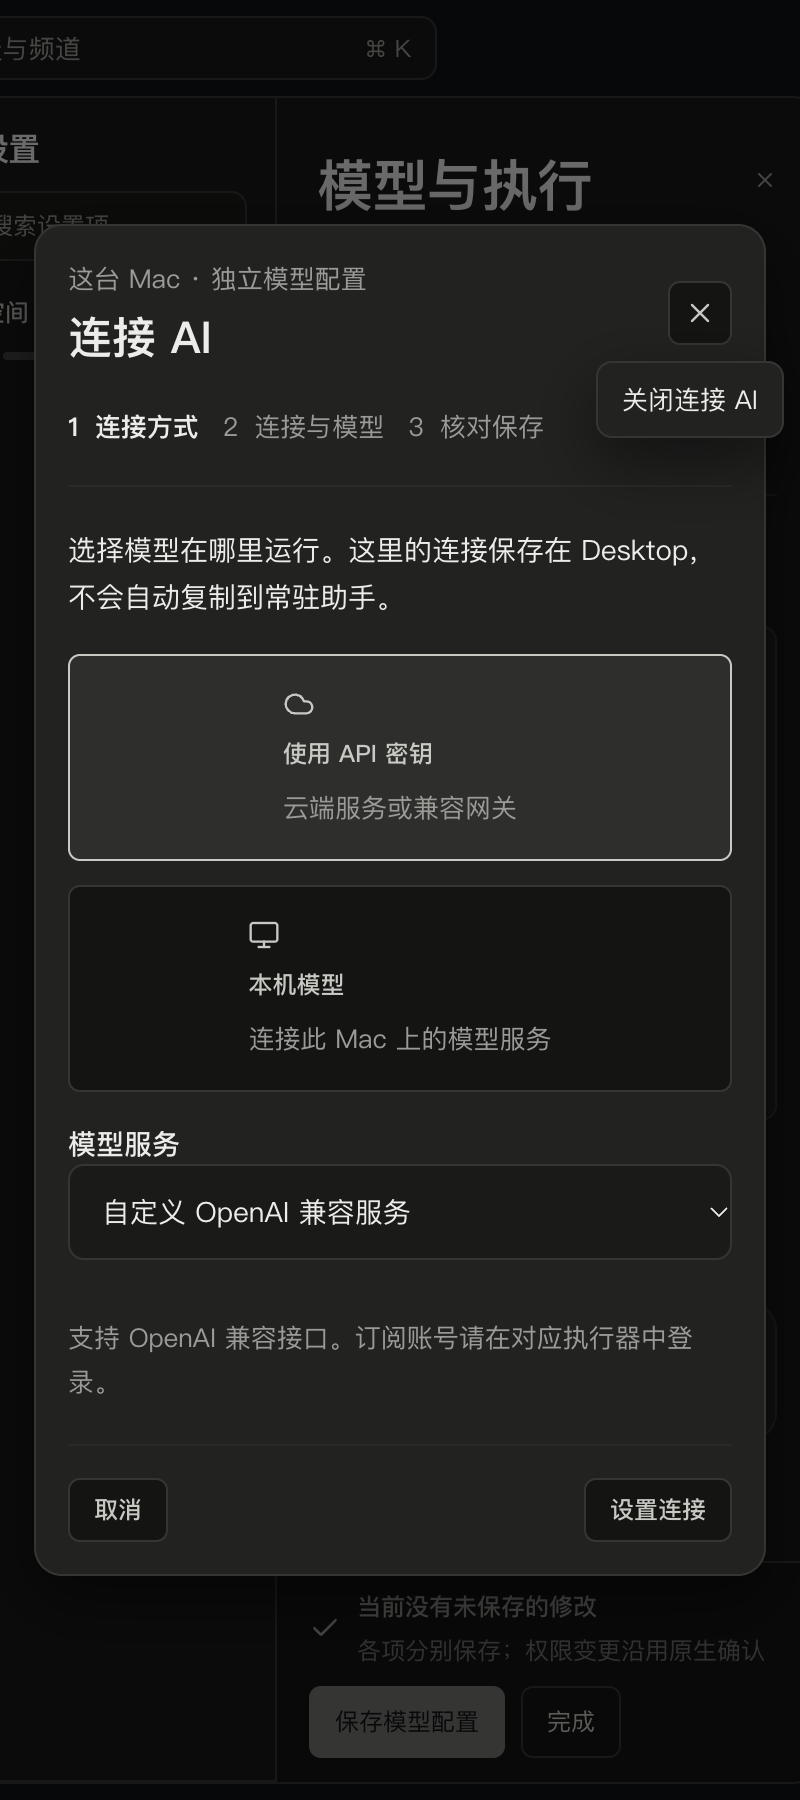 与频道
⌘ K
设置
模型与执行
搜索设置项
空间
这台 Mac · 独立模型配置
连接 AI
关闭连接 AI
1 连接方式 2 连接与模型 3 核对保存
选择模型在哪里运行。这里的连接保存在 Desktop，
不会自动复制到常驻助手。
使用 API 密钥
云端服务或兼容网关
本机模型
连接此 Mac 上的模型服务
模型服务
自定义 OpenAI 兼容服务
支持 OpenAI 兼容接口。订阅账号请在对应执行器中登
录。
取消
设置连接
当前没有未保存的修改
各项分别保存；权限变更沿用原生确认
保存模型配置
完成